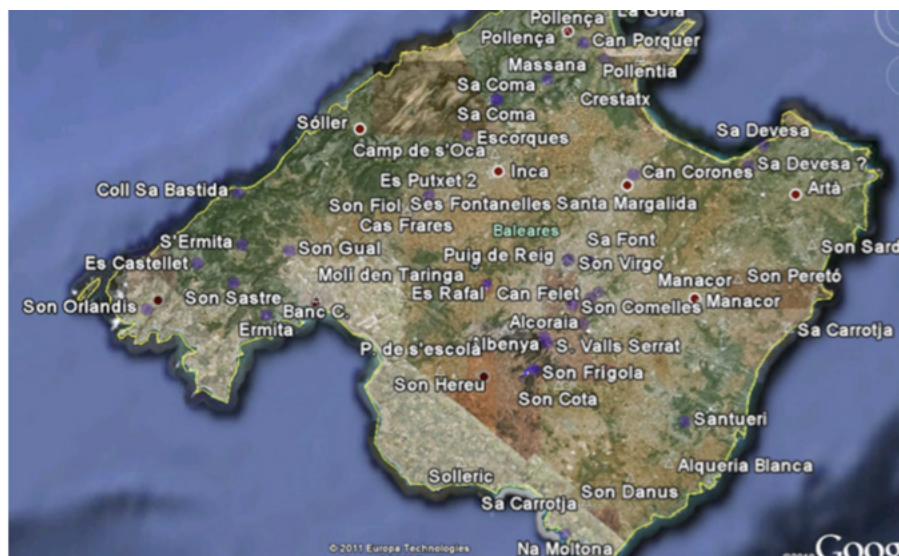 Pollença
La Gola
Pollença
Can Porquer
Massana
Pollentia
Sa Coma
Crestatx
Sa Coma
Sóller
Escorques
Sa Devesa
Camp de s'Oca
Sa Devesa ?
Inca
Can Corones
Coll Sa Bastida
Es Putxet 2
Artà
Son Fiol
Ses Fontanelles
Santa Margalida
Cas Frares
Baleares
S'Ermita
Son Gual
Sa Font
Son Sard
Es Castellet
Puig de Reig
Son Virgo
Molí den Taringa
Manacor
Son Peretó
Son Orlandis
Son Sastre
Es Rafal
Can Felet
Manacor
Banc C.
Son Comelles
Ermita
Alcoraia
Sa Carrotja
P. de s'escola
Albenya
S. Valls Serrat
Son Hereu
Son Frigola
Son Cota
Santueri
Solleric
Alqueria Blanca
Son Danus
Sa Carrotja
© 2011 Europa Technologies
Na Moltona
Goog